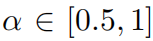 α ∈ [0.5, 1]